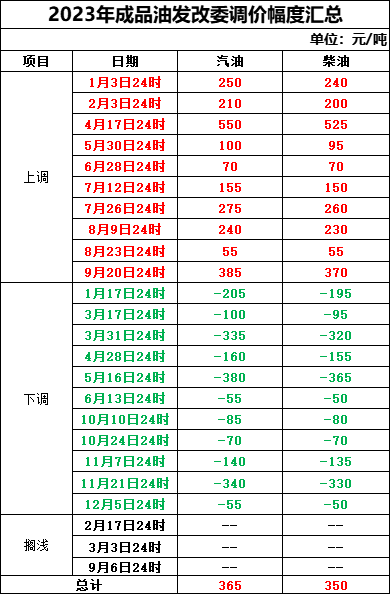 2023年成品油发改委调价幅度汇总
单位：元/吨
项目 日期 汽油 柴油
上调
1月3日24时 250 240
2月3日24时 210 200
4月17日24时 550 525
5月30日24时 100 95
6月28日24时 70 70
7月12日24时 155 150
7月26日24时 275 260
8月9日24时 240 230
8月23日24时 55 55
9月20日24时 385 370
下调
1月17日24时 -205 -195
3月17日24时 -100 -95
3月31日24时 -335 -320
4月28日24时 -160 -155
5月16日24时 -380 -365
6月13日24时 -55 -50
10月10日24时 -85 -80
10月24日24时 -70 -70
11月7日24时 -140 -135
11月21日24时 -340 -330
12月5日24时 -55 -50
搁浅
2月17日24时 -- --
3月3日24时 -- --
9月6日24时 -- --
总计 365 350